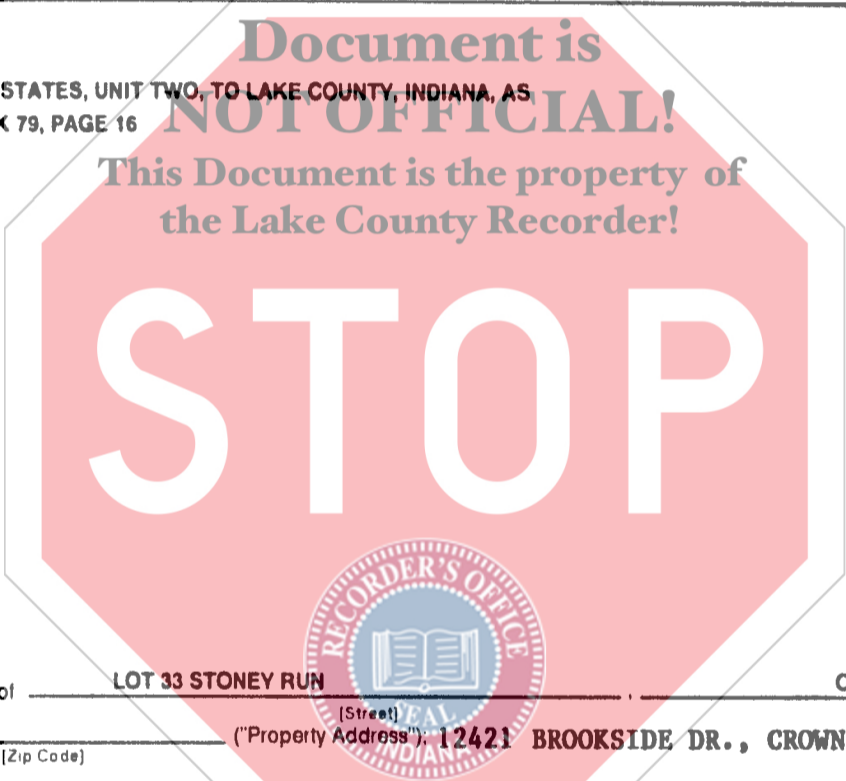 Document is
STATES, UNIT TWO, TO LAKE COUNTY, INDIANA, AS
NOT OFFICIAL!
79, PAGE 16
This Document is the property of
the Lake County Recorder!
STOP
RECORDER'S OFFICE
of LOT 33 STONEY RUN ,
[Street]
SEAL
("Property Address"): 12421 BROOKSIDE DR., CROWN
INDIANA
[Zip Code]